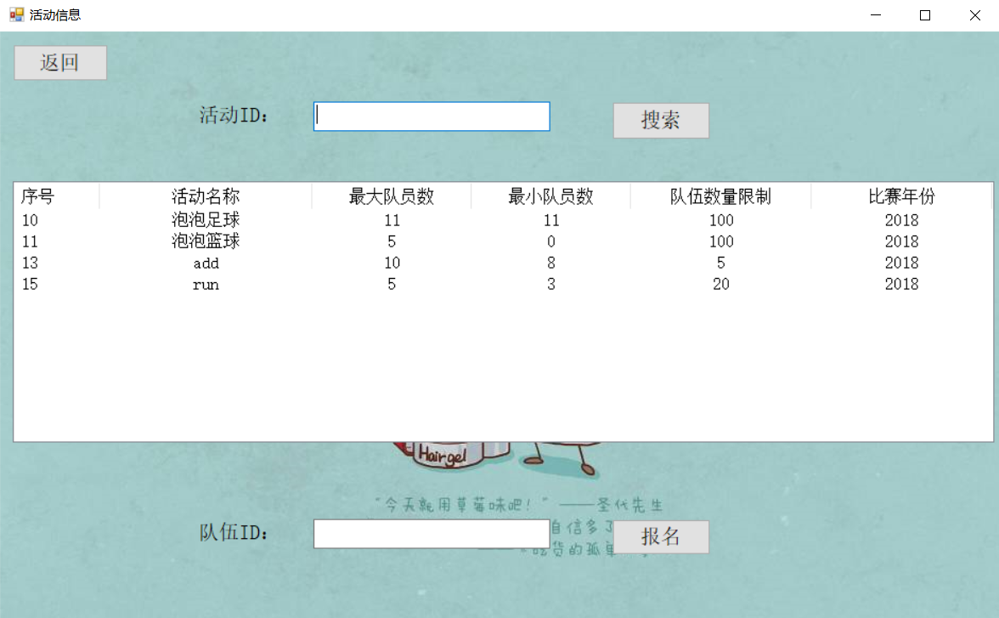 活动信息
返回
活动ID：
搜索
序号 活动名称 最大队员数 最小队员数 队伍数量限制 比赛年份
10 泡泡足球 11 11 100 2018
11 泡泡篮球 5 0 100 2018
13 add 10 8 5 2018
15 run 5 3 20 2018
Hairgel
“今天就用草莓味吧！” ——圣代先生
自信多了
队伍ID：
报名
吃货的孤单